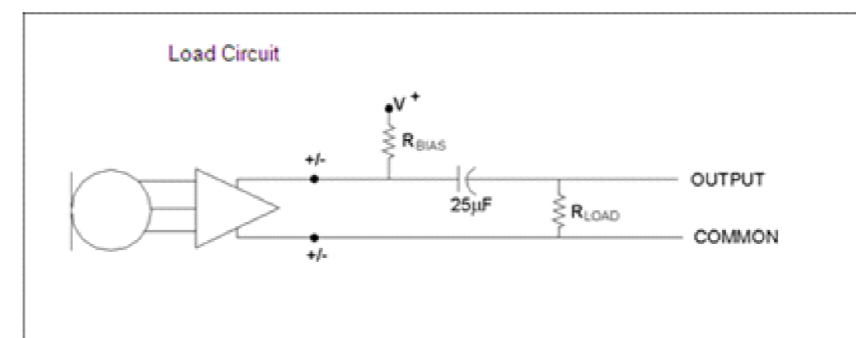 Load Circuit
V+
RBIAS
+/-
OUTPUT
25µF
RLOAD
COMMON
+/-